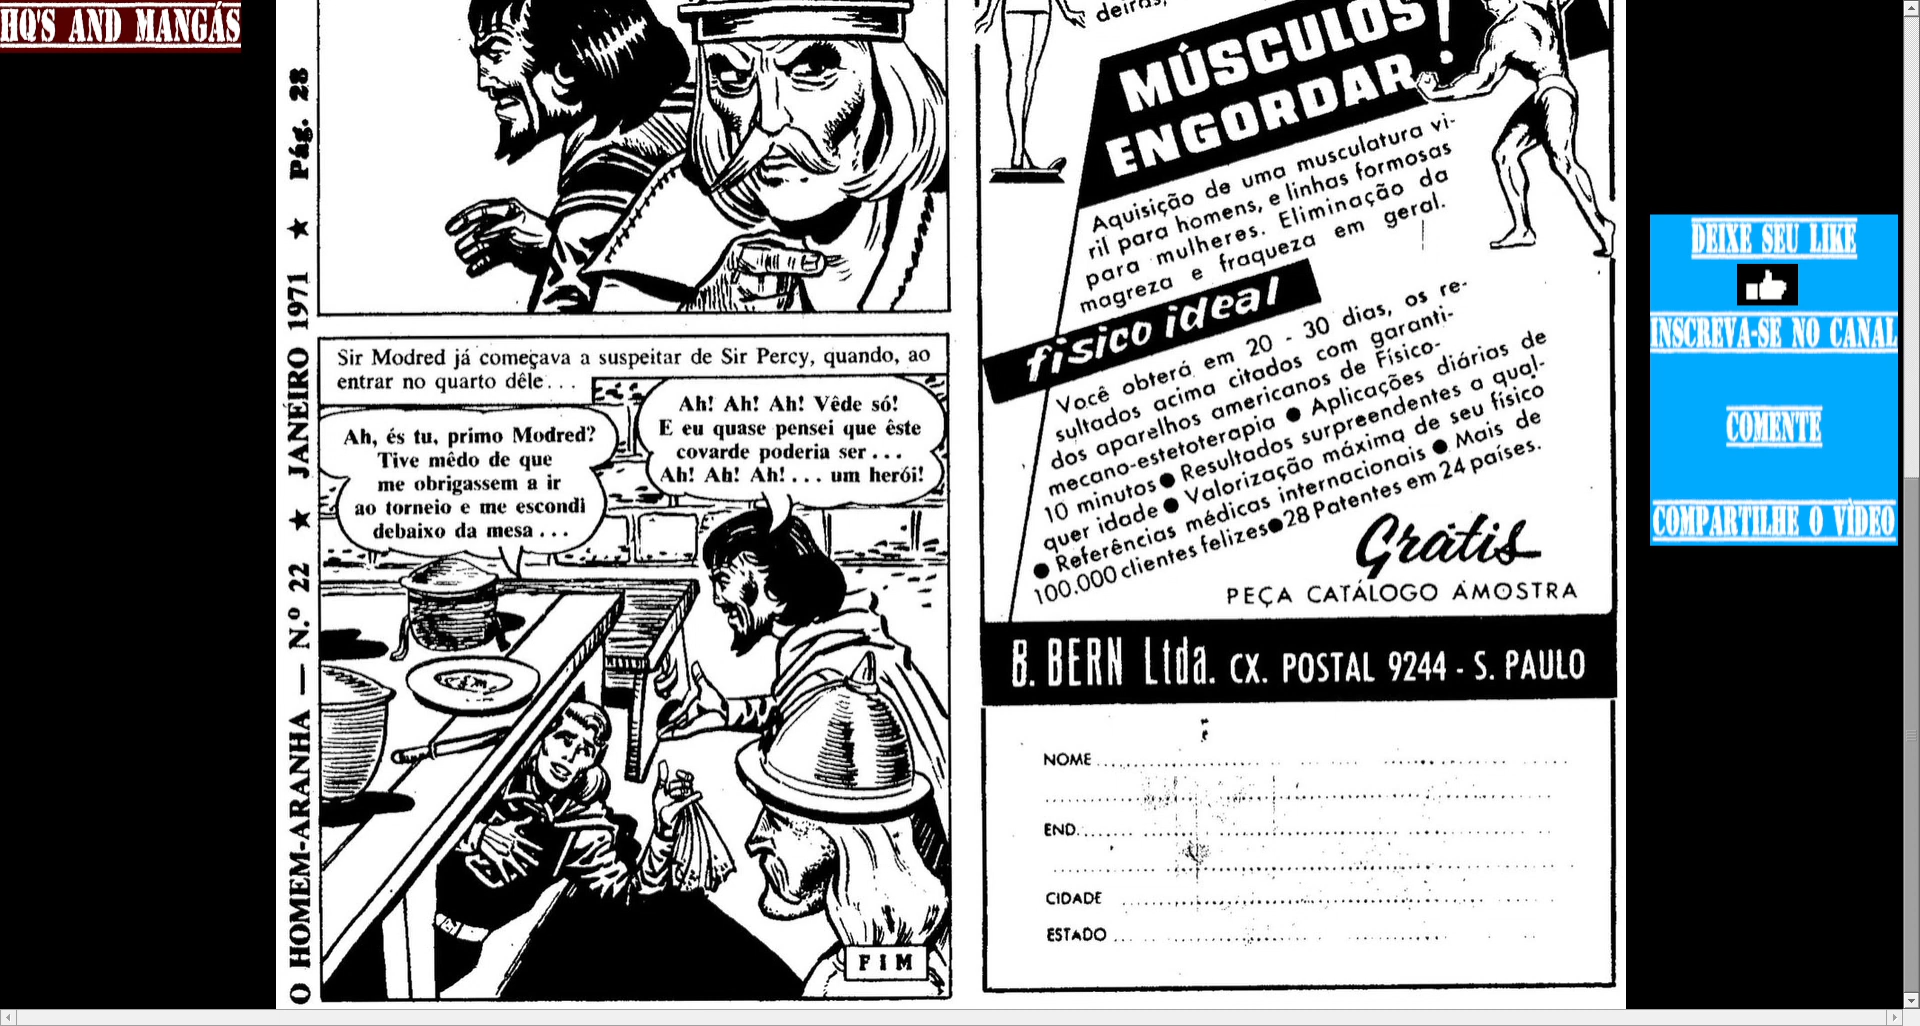 HQ'S AND MANGÁS
O HOMEM-ARANHA — N.º 22 ★ JANEIRO 1971 ★ Pág. 28
Sir Modred já começava a suspeitar de Sir Percy, quando, ao
entrar no quarto dêle...
Ah, és tu, primo Modred?
Tive mêdo de que
me obrigassem a ir
ao torneio e me escondi
debaixo da mesa...
Ah! Ah! Ah! Vêde só!
E eu quase pensei que êste
covarde poderia ser...
Ah! Ah! Ah!... um herói!
FIM
MÚSCULOS!
ENGORDAR
Aquisição de uma musculatura vi-
ril para homens, e linhas formosas
para mulheres. Eliminação da
magreza e fraqueza em geral.
físico ideal
Você obterá em 20 - 30 dias, os re-
sultados acima citados com garanti-
dos aparelhos americanos de Físico-
mecano-estetoterapia ● Aplicações diárias de
10 minutos ● Resultados surpreendentes a qual-
quer idade ● Valorização máxima de seu físico
● Referências médicas internacionais ● Mais de
100.000 clientes felizes ● 28 Patentes em 24 países.
Grátis
PEÇA CATÁLOGO AMOSTRA
B. BERN Ltda. CX. POSTAL 9244 - S. PAULO
NOME
END.
CIDADE
ESTADO
DEIXE SEU LIKE
INSCREVA-SE NO CANAL
COMENTE
COMPARTILHE O VÍDEO